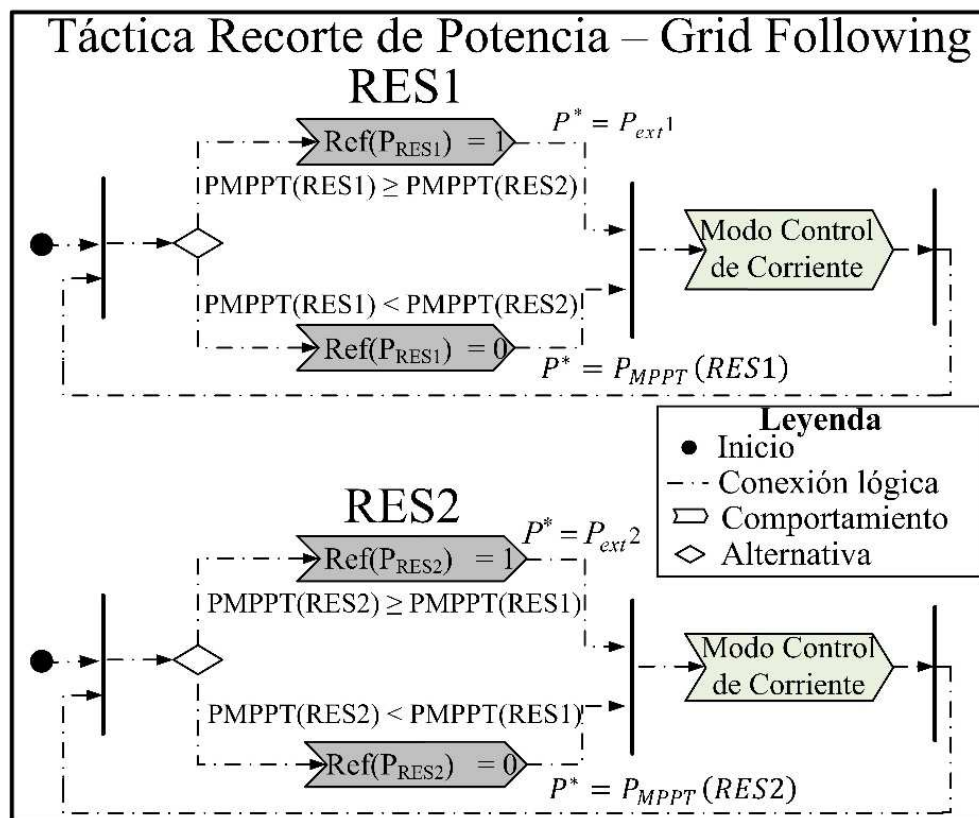 Táctica Recorte de Potencia – Grid Following
RES1
Ref(P_RES1) = 1
P* = P_ext1
PMPPT(RES1) ≥ PMPPT(RES2)
Modo Control
de Corriente
PMPPT(RES1) < PMPPT(RES2)
Ref(P_RES1) = 0
P* = P_MPPT(RES1)
Leyenda
Inicio
Conexión lógica
Comportamiento
Alternativa
RES2
P* = P_ext2
Ref(P_RES2) = 1
PMPPT(RES2) ≥ PMPPT(RES1)
Modo Control
de Corriente
PMPPT(RES2) < PMPPT(RES1)
Ref(P_RES2) = 0
P* = P_MPPT(RES2)